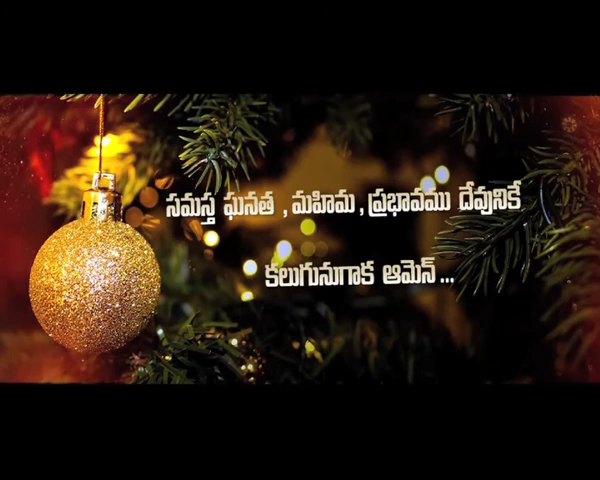 సమస్త ఘనత , మహిమ , ప్రభావము దేవునికే
కలుగునుగాక ఆమెన్ ...